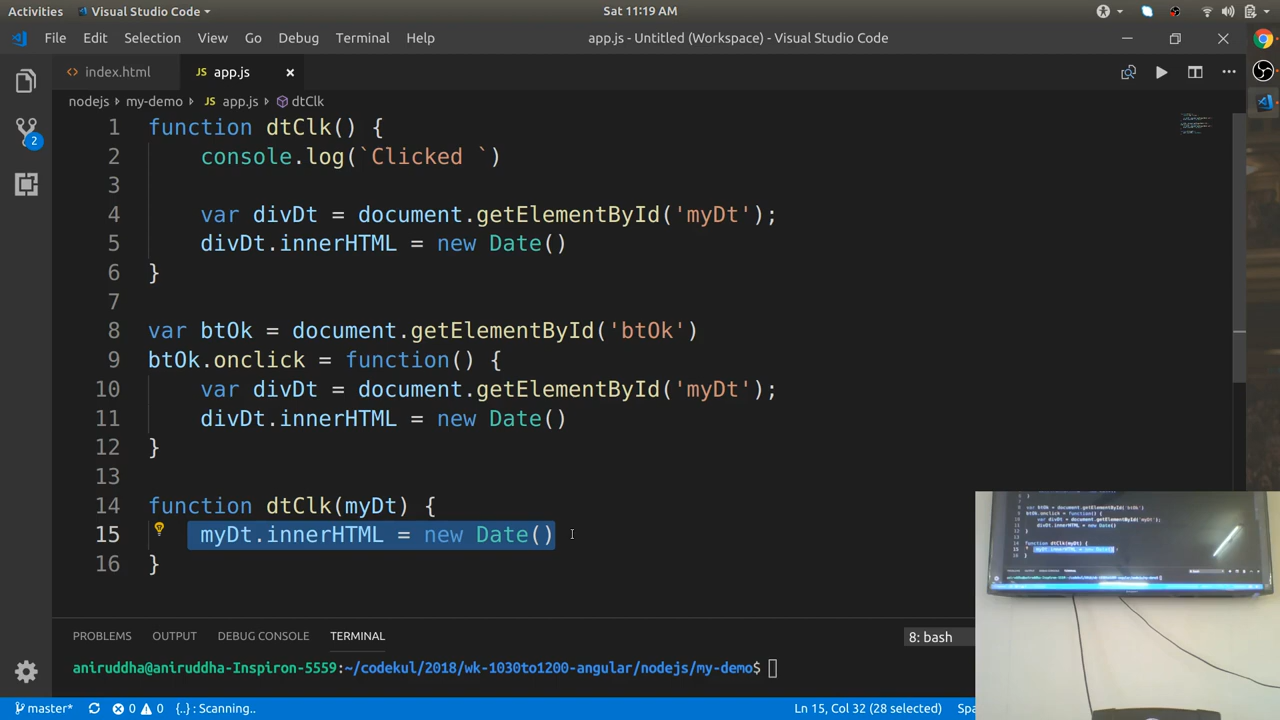 Activities Visual Studio Code Sat 11:19 AM
File Edit Selection View Go Debug Terminal Help app.js - Untitled (Workspace) - Visual Studio Code
index.html JS app.js
nodejs › my-demo › JS app.js › dtClk
1 function dtClk() {
2 console.log(`Clicked `)
3
4 var divDt = document.getElementById('myDt');
5 divDt.innerHTML = new Date()
6 }
7
8 var btOk = document.getElementById('btOk')
9 btOk.onclick = function() {
10 var divDt = document.getElementById('myDt');
11 divDt.innerHTML = new Date()
12 }
13
14 function dtClk(myDt) {
15 myDt.innerHTML = new Date()
16 }
2
PROBLEMS OUTPUT DEBUG CONSOLE TERMINAL 8: bash
aniruddha@aniruddha-Inspiron-5559:~/codekul/2018/wk-1030to1200-angular/nodejs/my-demo$
master* 0 0 {..} : Scanning.. Ln 15, Col 32 (28 selected) Spa